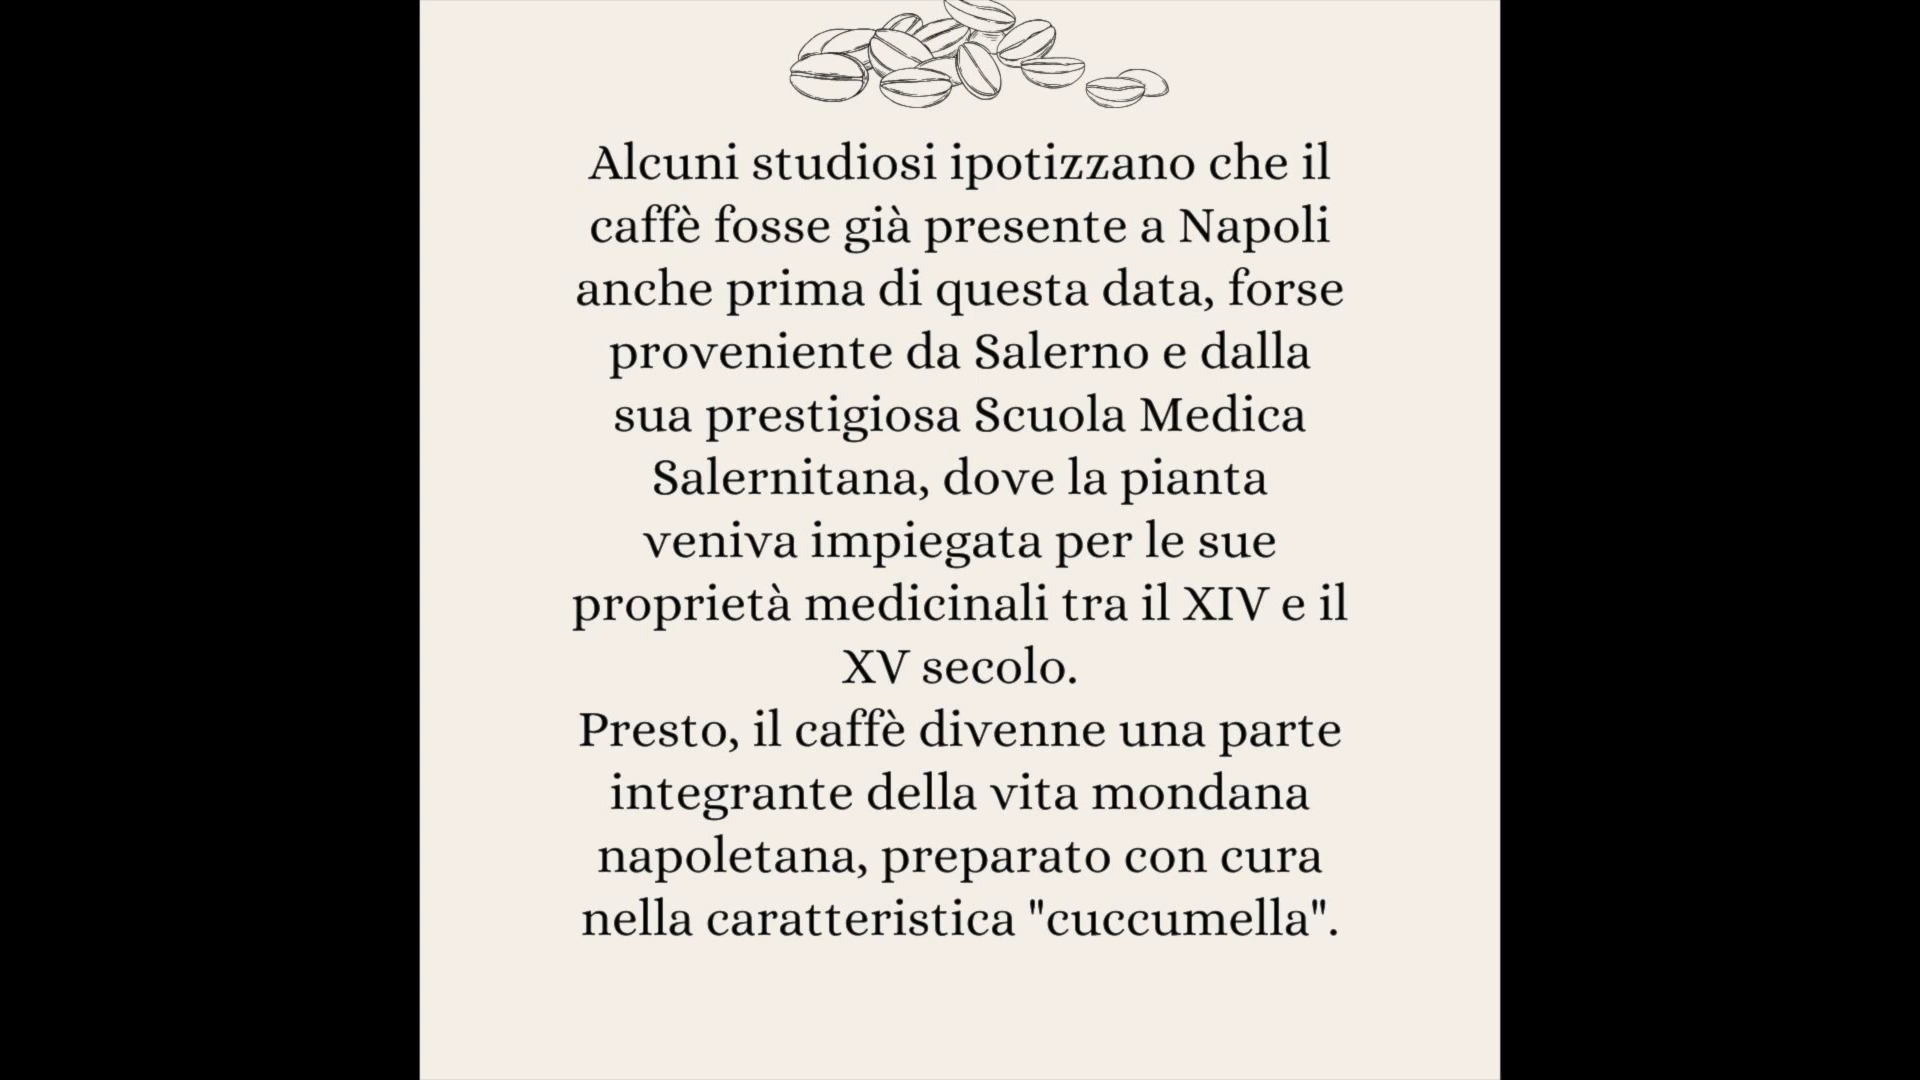 Alcuni studiosi ipotizzano che il
caffè fosse già presente a Napoli
anche prima di questa data, forse
proveniente da Salerno e dalla
sua prestigiosa Scuola Medica
Salernitana, dove la pianta
veniva impiegata per le sue
proprietà medicinali tra il XIV e il
XV secolo.
Presto, il caffè divenne una parte
integrante della vita mondana
napoletana, preparato con cura
nella caratteristica "cuccumella".